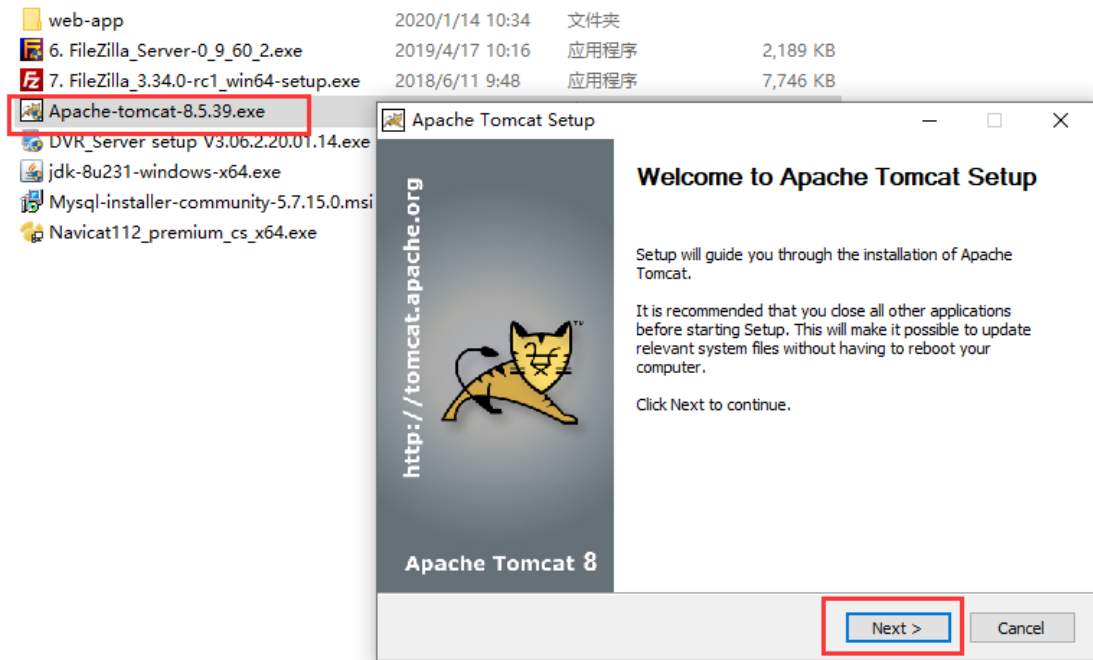 web-app 2020/1/14 10:34 文件夹
6. FileZilla_Server-0_9_60_2.exe 2019/4/17 10:16 应用程序 2,189 KB
7. FileZilla_3.34.0-rc1_win64-setup.exe 2018/6/11 9:48 应用程序 7,746 KB
Apache-tomcat-8.5.39.exe
DVR_Server setup V3.06.2.20.01.14.exe
jdk-8u231-windows-x64.exe
Mysql-installer-community-5.7.15.0.msi
Navicat112_premium_cs_x64.exe
Apache Tomcat Setup
http://tomcat.apache.org
TM
Apache Tomcat 8
Welcome to Apache Tomcat Setup
Setup will guide you through the installation of Apache
Tomcat.
It is recommended that you close all other applications
before starting Setup. This will make it possible to update
relevant system files without having to reboot your
computer.
Click Next to continue.
Next >
Cancel